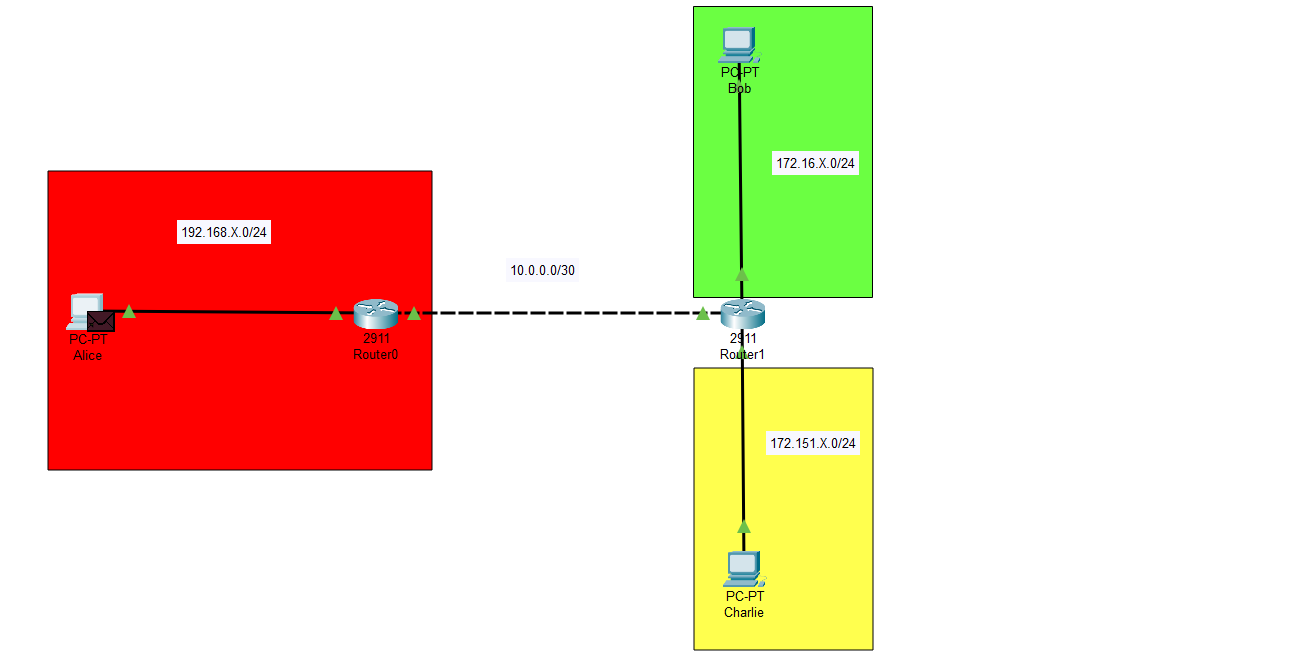 PC-PT
Bob
172.16.X.0/24
192.168.X.0/24
10.0.0.0/30
PC-PT
Alice
2911
Router0
2911
Router1
172.151.X.0/24
PC-PT
Charlie